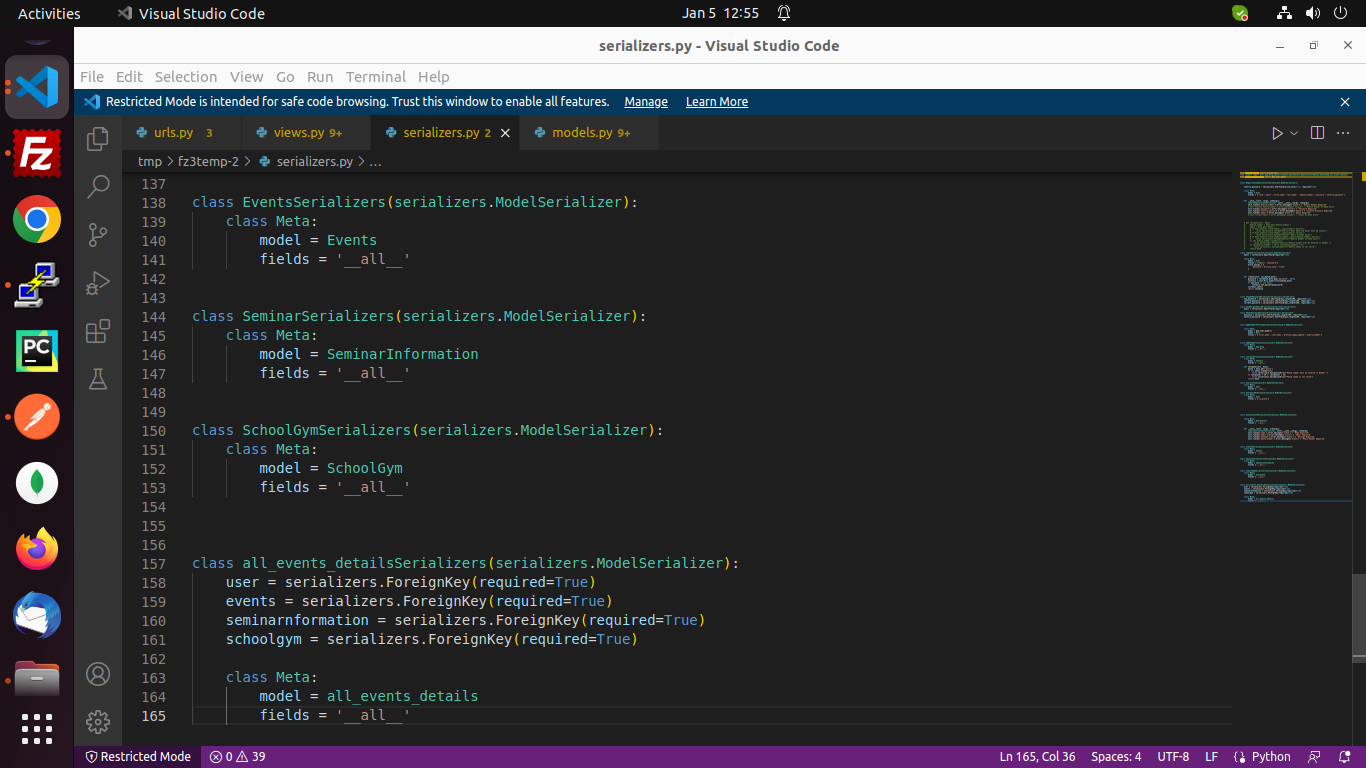 Activities Visual Studio Code Jan 5 12:55
serializers.py - Visual Studio Code
File Edit Selection View Go Run Terminal Help
Restricted Mode is intended for safe code browsing. Trust this window to enable all features. Manage Learn More
urls.py 3 views.py 9+ serializers.py 2 models.py 9+
tmp > fz3temp-2 > serializers.py > ...
137
138 class EventsSerializers(serializers.ModelSerializer):
139 class Meta:
140 model = Events
141 fields = '__all__'
142
143
144 class SeminarSerializers(serializers.ModelSerializer):
145 class Meta:
146 model = SeminarInformation
147 fields = '__all__'
148
149
150 class SchoolGymSerializers(serializers.ModelSerializer):
151 class Meta:
152 model = SchoolGym
153 fields = '__all__'
154
155
156
157 class all_events_detailsSerializers(serializers.ModelSerializer):
158 user = serializers.ForeignKey(required=True)
159 events = serializers.ForeignKey(required=True)
160 seminarnformation = serializers.ForeignKey(required=True)
161 schoolgym = serializers.ForeignKey(required=True)
162
163 class Meta:
164 model = all_events_details
165 fields = '__all__'
Restricted Mode 0 39 Ln 165, Col 36 Spaces: 4 UTF-8 LF Python